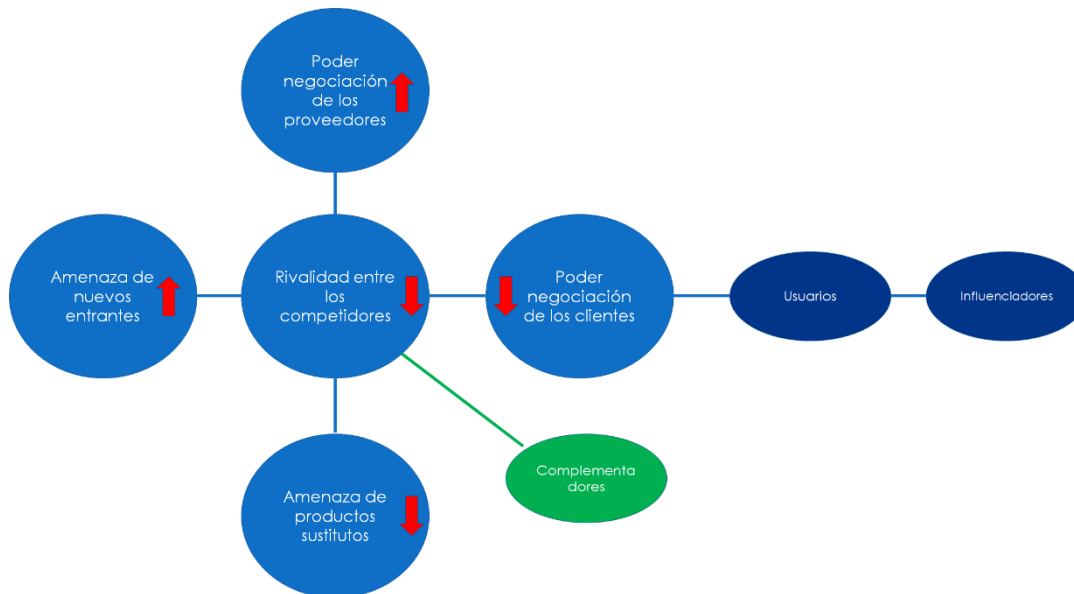 Poder
negociación
de los
proveedores
Amenaza de
nuevos
entrantes
Rivalidad entre
los
competidores
Poder
negociación
de los clientes
Usuarios
Influenciadores
Complementa
dores
Amenaza de
productos
sustitutos